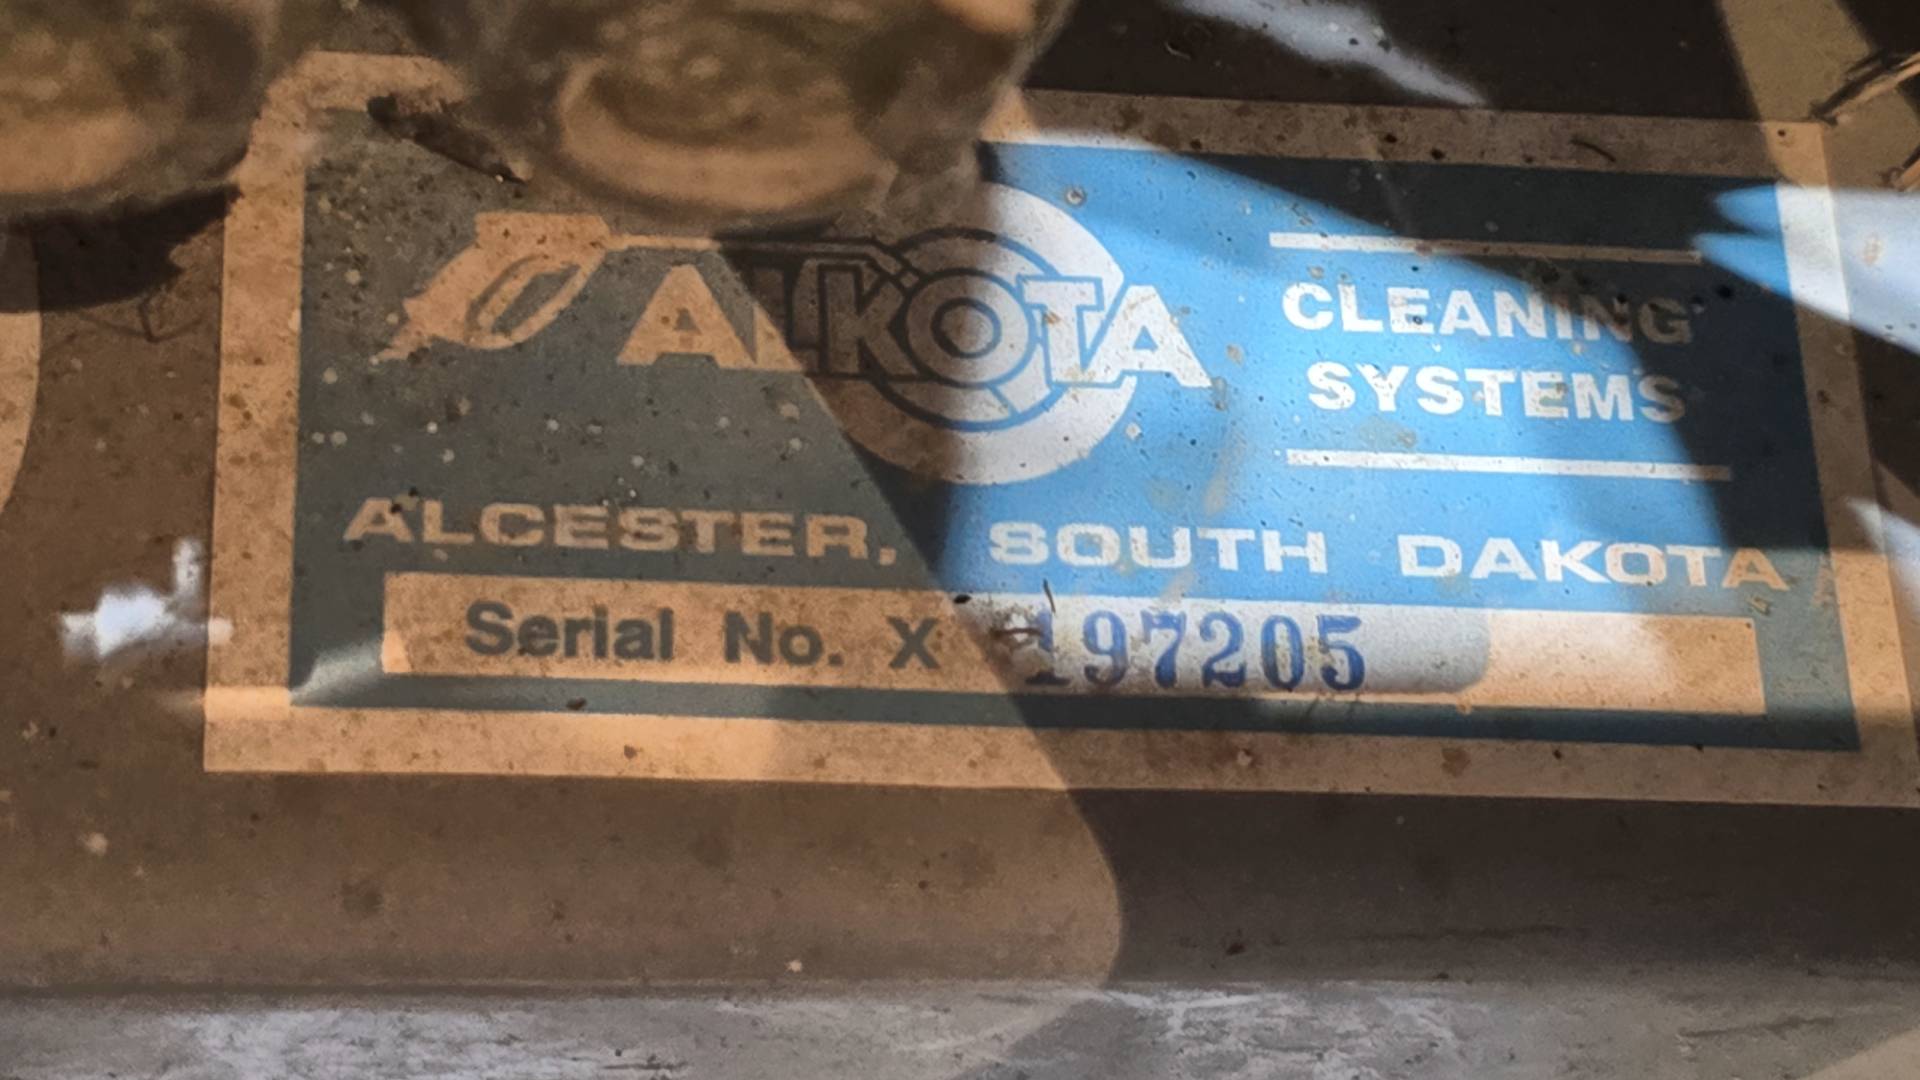 ALKOTA
CLEANING
SYSTEMS
ALCESTER, SOUTH DAKOTA
Serial No. X 197205